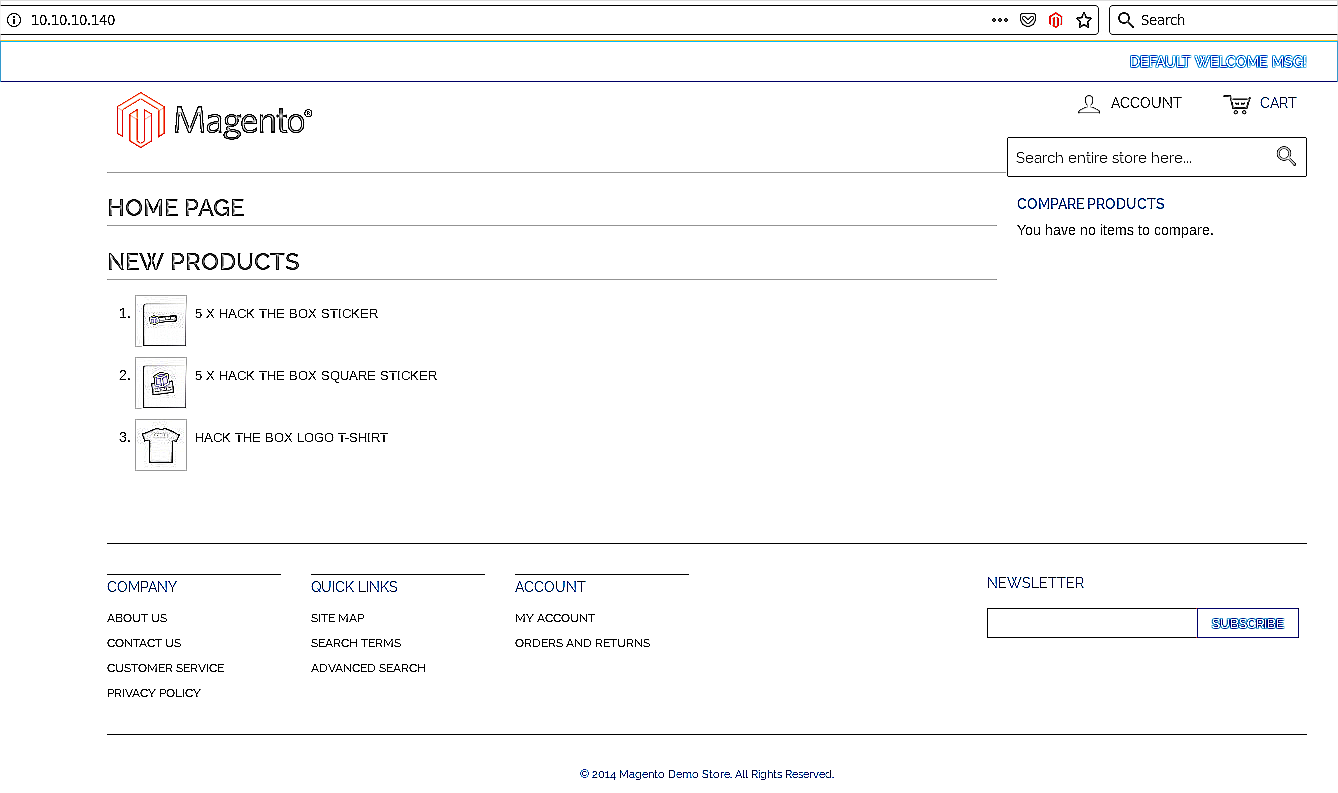 10.10.10.140
Search
DEFAULT WELCOME MSG!
Magento®
ACCOUNT
CART
Search entire store here...
HOME PAGE
COMPARE PRODUCTS
You have no items to compare.
NEW PRODUCTS
1. 5 X HACK THE BOX STICKER
2. 5 X HACK THE BOX SQUARE STICKER
3. HACK THE BOX LOGO T-SHIRT
COMPANY
ABOUT US
CONTACT US
CUSTOMER SERVICE
PRIVACY POLICY
QUICK LINKS
SITE MAP
SEARCH TERMS
ADVANCED SEARCH
ACCOUNT
MY ACCOUNT
ORDERS AND RETURNS
NEWSLETTER
SUBSCRIBE
© 2014 Magento Demo Store. All Rights Reserved.